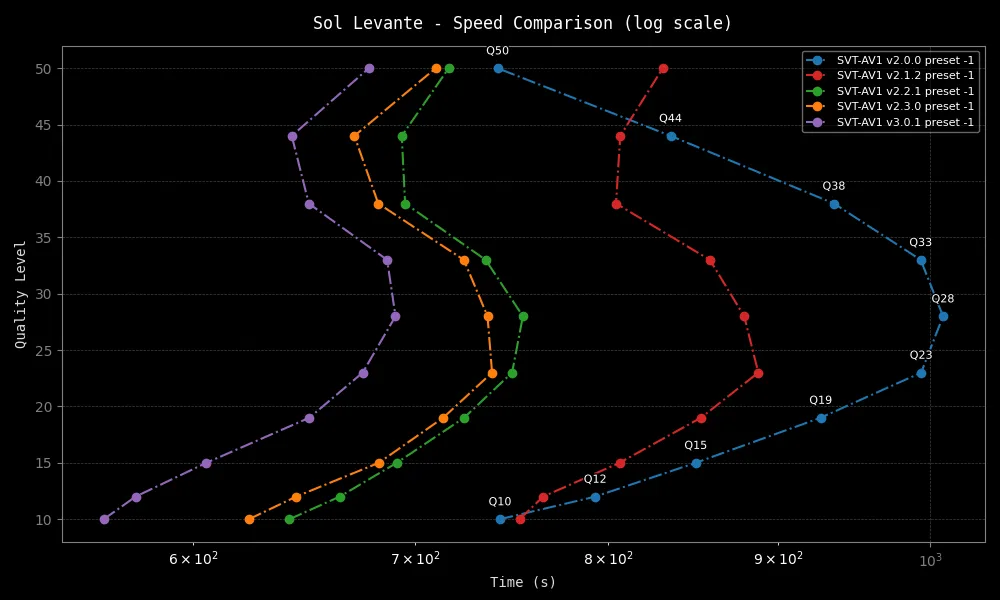 Sol Levante - Speed Comparison (log scale)
SVT-AV1 v2.0.0 preset -1
SVT-AV1 v2.1.2 preset -1
SVT-AV1 v2.2.1 preset -1
SVT-AV1 v2.3.0 preset -1
SVT-AV1 v3.0.1 preset -1
Quality Level
50
45
40
35
30
25
20
15
10
Q50
Q44
Q38
Q33
Q28
Q23
Q19
Q15
Q12
Q10
6 × 10²
7 × 10²
8 × 10²
9 × 10²
10³
Time (s)